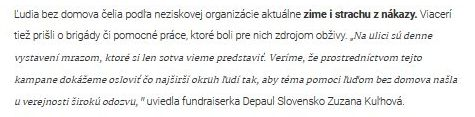 Ľudia bez domova čelia podľa neziskovej organizácie aktuálne zime i strachu z nákazy. Viacerí
tiež prišli o brigády či pomocné práce, ktoré boli pre nich zdrojom obživy. „Na ulici sú denne
vystavení mrazom, ktoré si len sotva vieme predstaviť. Veríme, že prostredníctvom tejto
kampane dokážeme osloviť čo najširší okruh ľudí tak, aby téma pomoci ľuďom bez domova našla
u verejnosti širokú odozvu,“ uviedla fundraiserka Depaul Slovensko Zuzana Kuľhová.